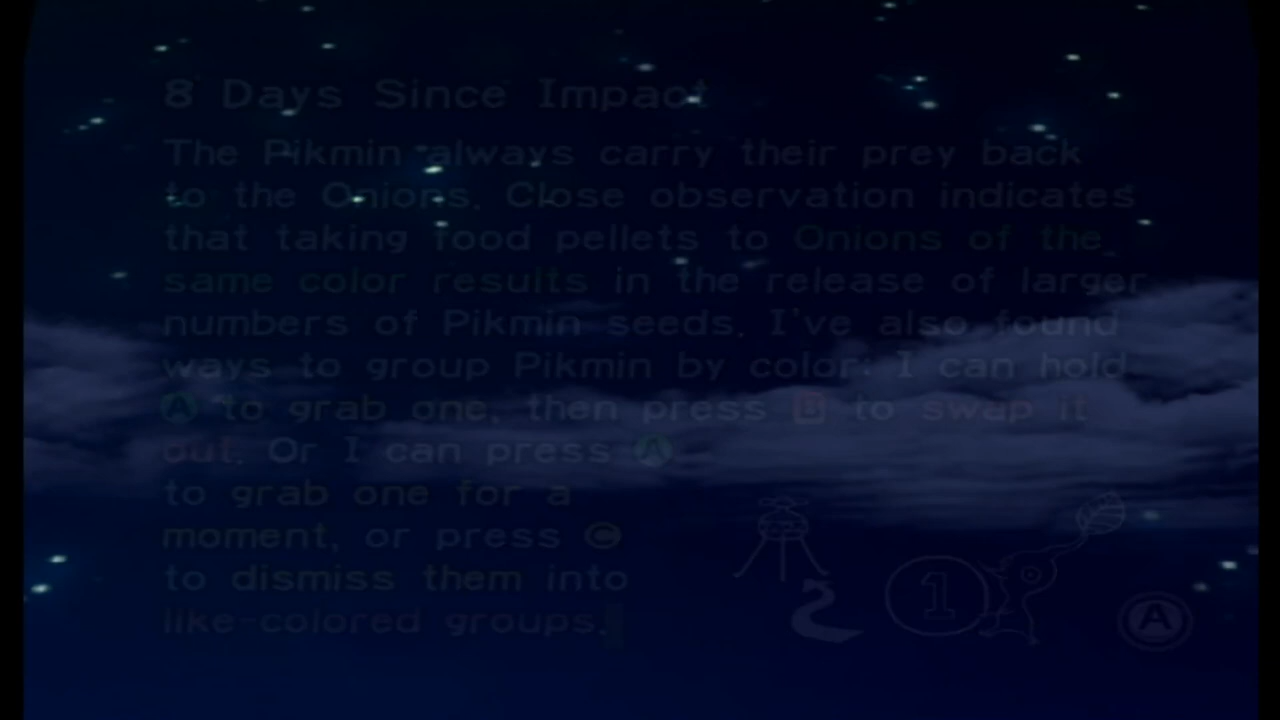 8 Days Since Impact
The Pikmin always carry their prey back
to the Onions. Close observation indicates
that taking food pellets to Onions of the
same color results in the release of larger
numbers of Pikmin seeds. I've also found
ways to group Pikmin by color. I can hold
A to grab one, then press B to swap it
out. Or I can press A
to grab one for a
moment, or press C
to dismiss them into
like-colored groups.
1
A